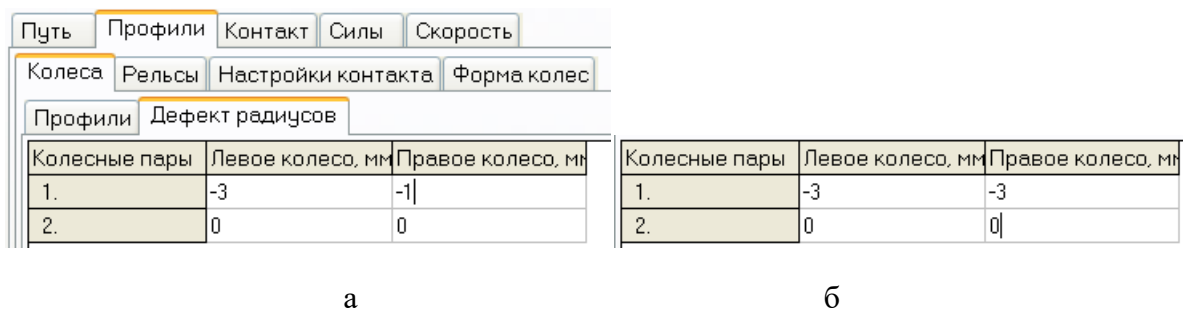 Путь Профили Контакт Силы Скорость
Колеса Рельсы Настройки контакта Форма колес
Профили Дефект радиусов
Колесные пары Левое колесо, мм Правое колесо, мм
1. -3 -1
2. 0 0
Колесные пары Левое колесо, мм Правое колесо, мм
1. -3 -3
2. 0 0
а б